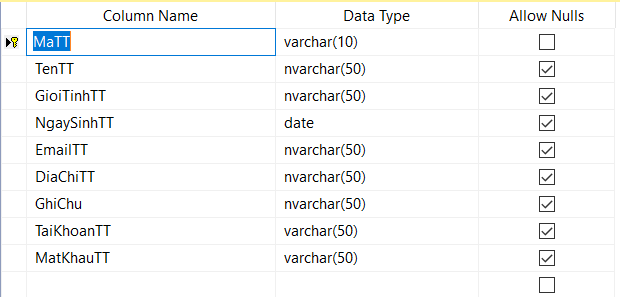 Column Name Data Type Allow Nulls
MaTT varchar(10)
TenTT nvarchar(50)
GioiTinhTT nvarchar(50)
NgaySinhTT date
EmailTT nvarchar(50)
DiaChiTT nvarchar(50)
GhiChu nvarchar(50)
TaiKhoanTT varchar(50)
MatKhauTT varchar(50)